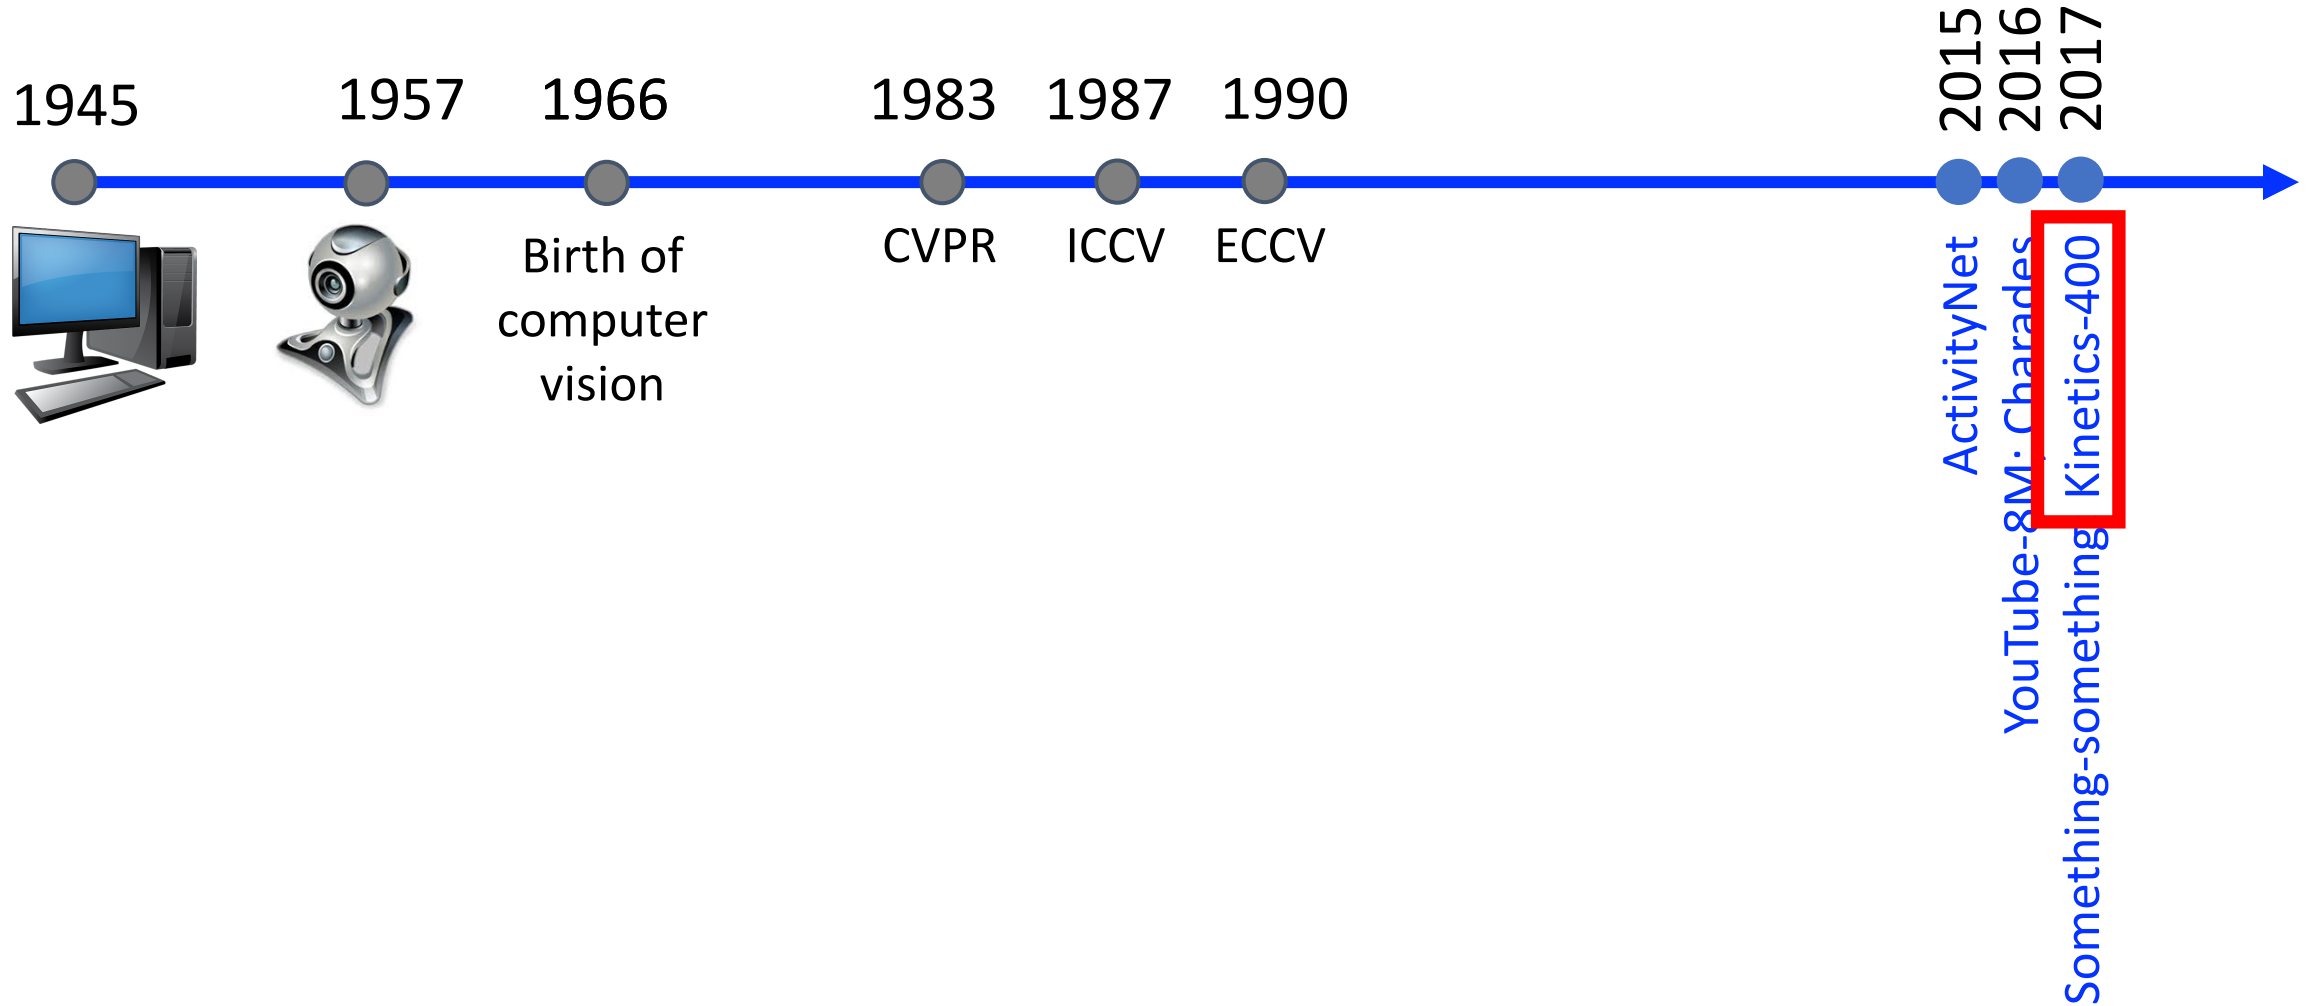 1945
1957
1966
1983
1987
1990
2015
2016
2017
Birth of
computer
vision
CVPR
ICCV
ECCV
ActivityNet
YouTube-8M; Charades
Something-something; Kinetics-400